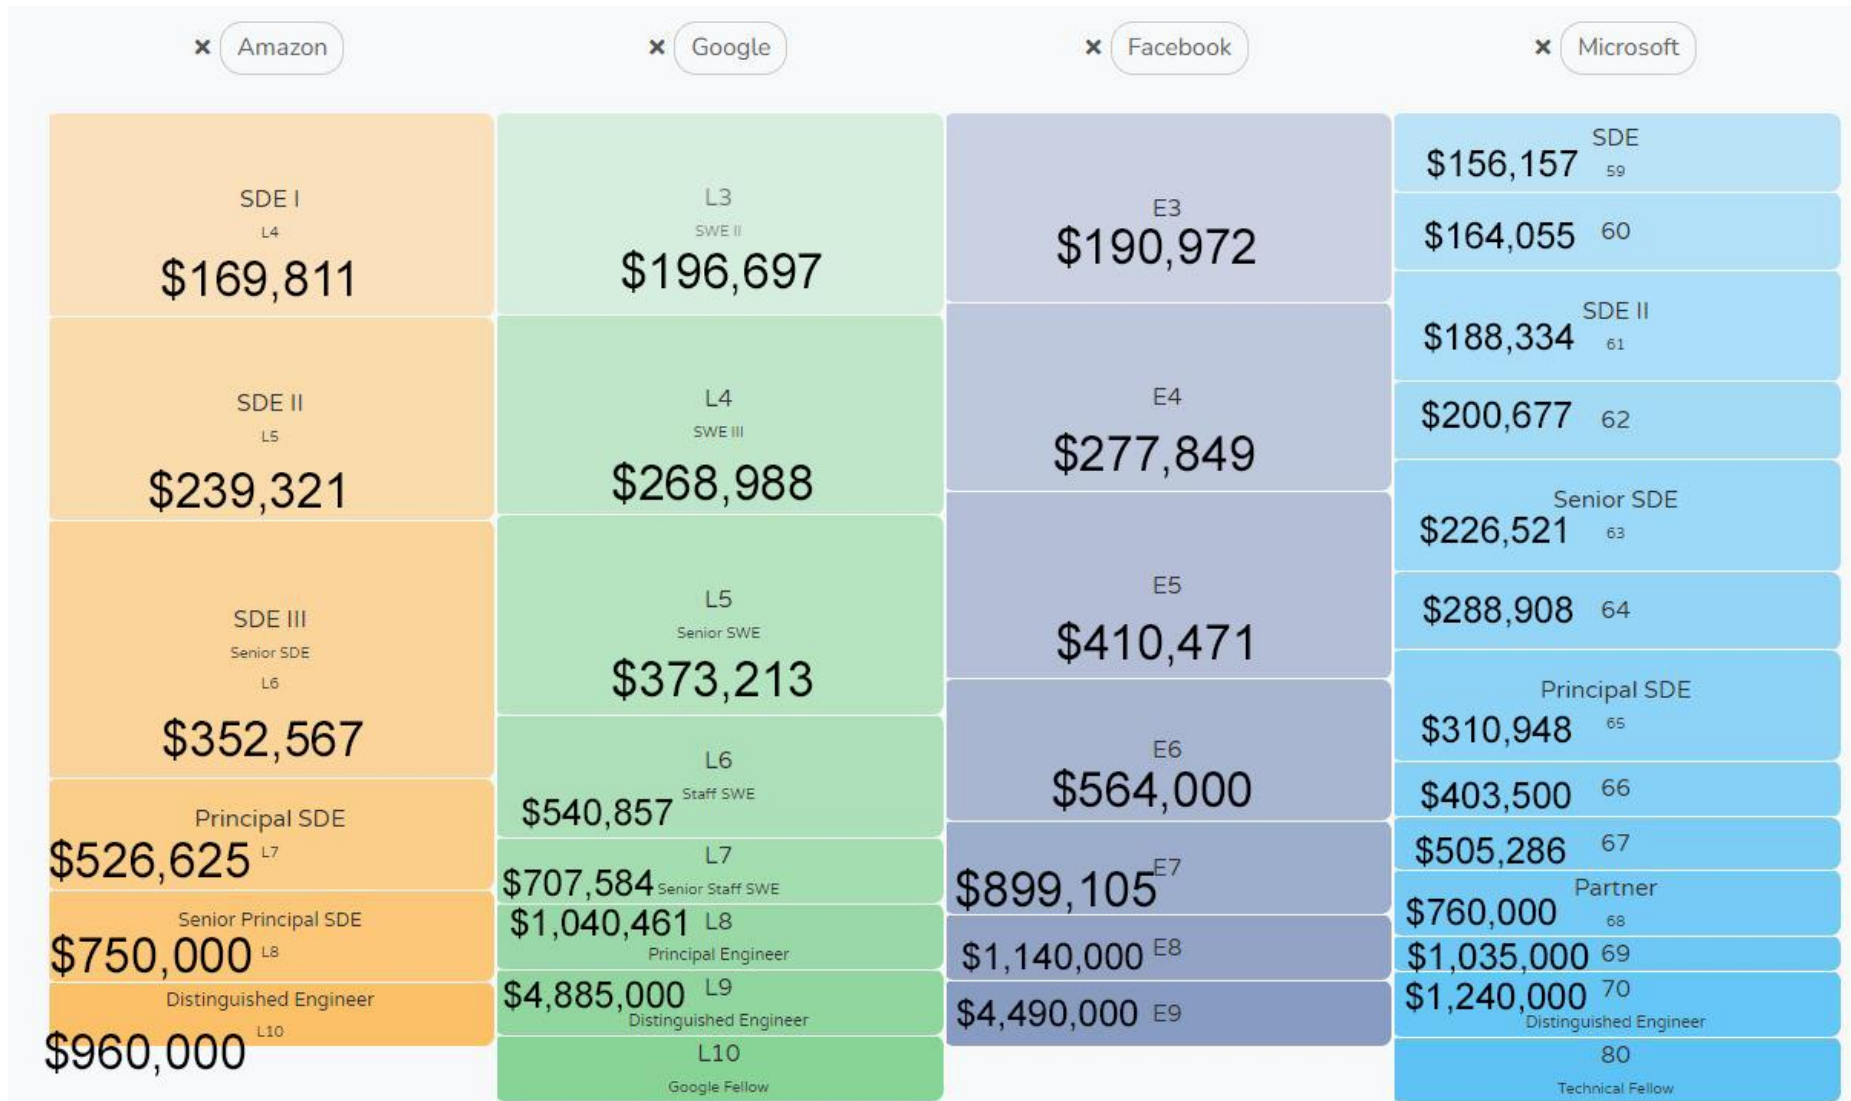 × Amazon
× Google
× Facebook
× Microsoft
SDE I
L4
$169,811
SDE II
L5
$239,321
SDE III
Senior SDE
L6
$352,567
Principal SDE
$526,625 L7
Senior Principal SDE
$750,000 L8
Distinguished Engineer
L10
$960,000
L3
SWE II
$196,697
L4
SWE III
$268,988
L5
Senior SWE
$373,213
L6
Staff SWE
$540,857
L7
$707,584 Senior Staff SWE
$1,040,461 L8
Principal Engineer
$4,885,000 L9
Distinguished Engineer
L10
Google Fellow
E3
$190,972
E4
$277,849
E5
$410,471
E6
$564,000
$899,105 E7
$1,140,000 E8
$4,490,000 E9
SDE
$156,157 59
$164,055 60
SDE II
$188,334 61
$200,677 62
Senior SDE
$226,521 63
$288,908 64
Principal SDE
$310,948 65
$403,500 66
$505,286 67
Partner
$760,000 68
$1,035,000 69
$1,240,000 70
Distinguished Engineer
80
Technical Fellow